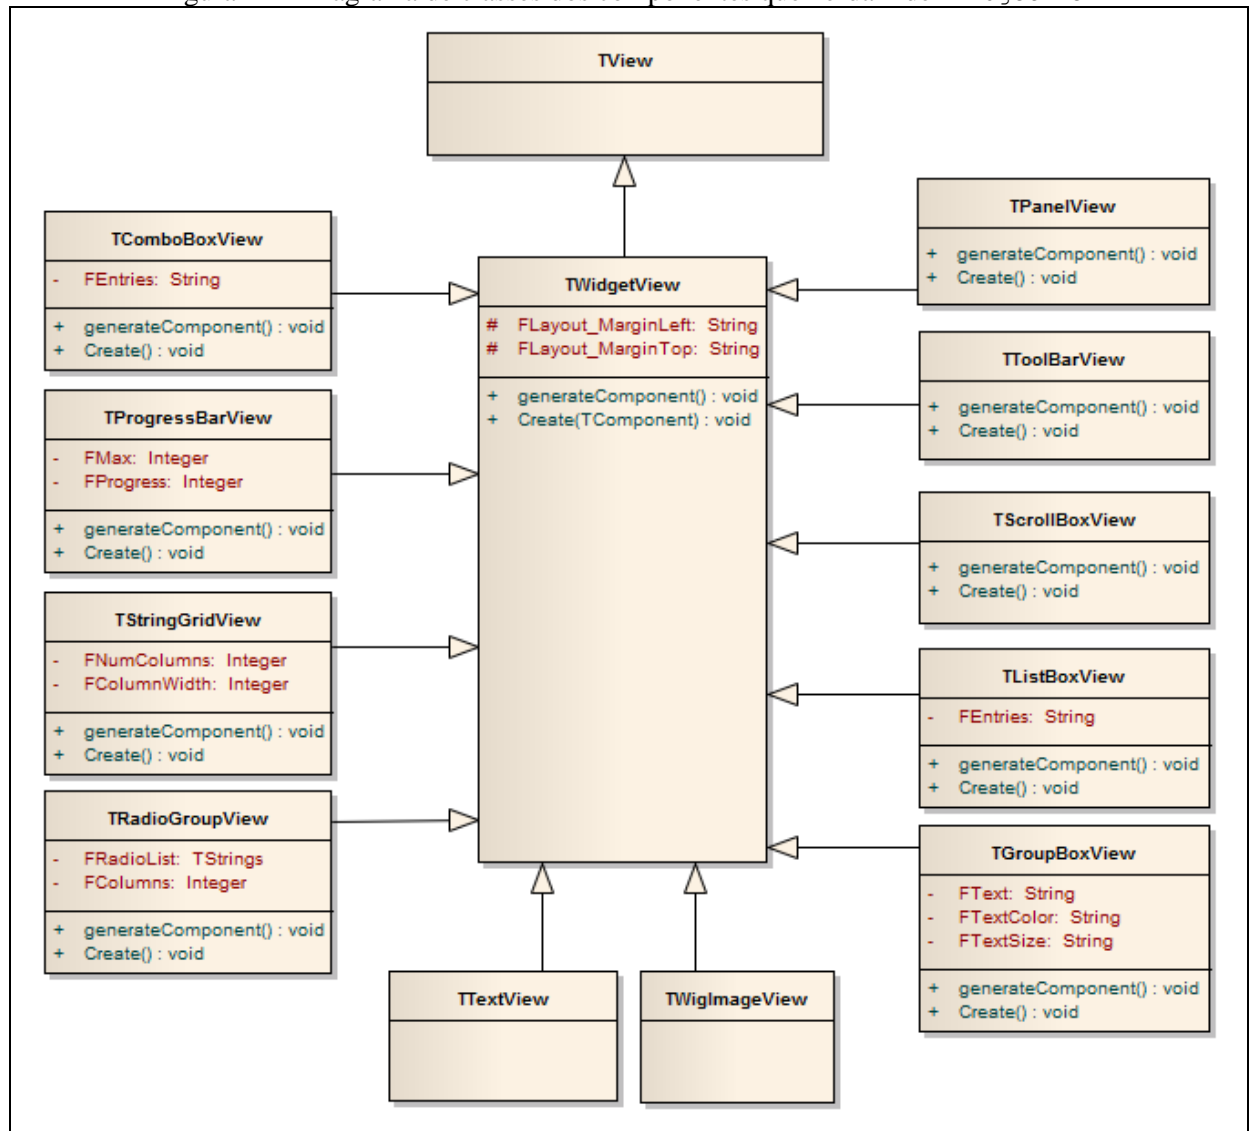 TView
TComboBoxView
- FEntries: String
+ generateComponent() : void
+ Create() : void
TProgressBarView
- FMax: Integer
- FProgress: Integer
+ generateComponent() : void
+ Create() : void
TStringGridView
- FNumColumns: Integer
- FColumnWidth: Integer
+ generateComponent() : void
+ Create() : void
TRadioGroupView
- FRadioList: TStrings
- FColumns: Integer
+ generateComponent() : void
+ Create() : void
TWidgetView
# FLayout_MarginLeft: String
# FLayout_MarginTop: String
+ generateComponent() : void
+ Create(TComponent) : void
TPanelView
+ generateComponent() : void
+ Create() : void
TToolBarView
+ generateComponent() : void
+ Create() : void
TScrollBoxView
+ generateComponent() : void
+ Create() : void
TListBoxView
- FEntries: String
+ generateComponent() : void
+ Create() : void
TGroupBoxView
- FText: String
- FTextColor: String
- FTextSize: String
+ generateComponent() : void
+ Create() : void
TTextView
TWigImageView